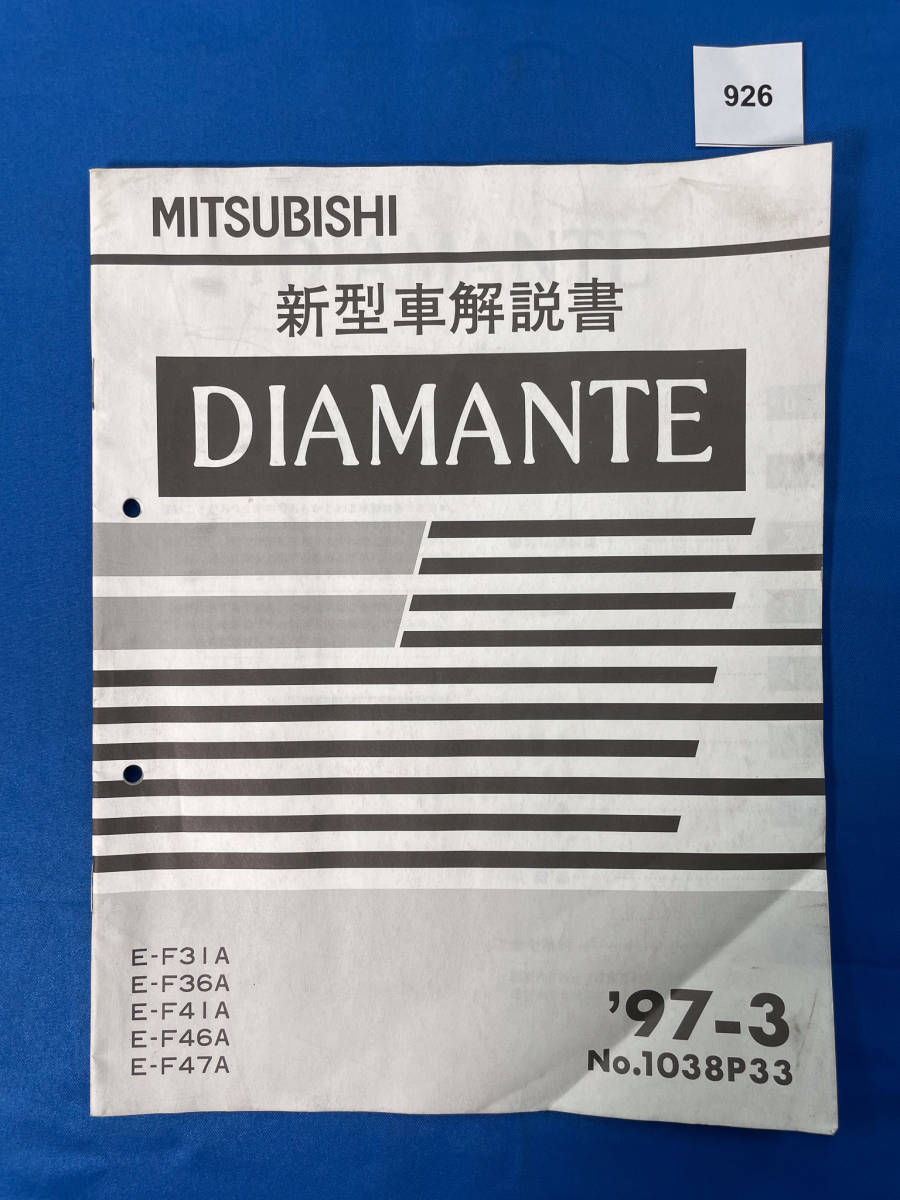 926
MITSUBISHI
新型車解説書
DIAMANTE
E-F31A
E-F36A
E-F41A
E-F46A
E-F47A
'97-3
No.1038P33